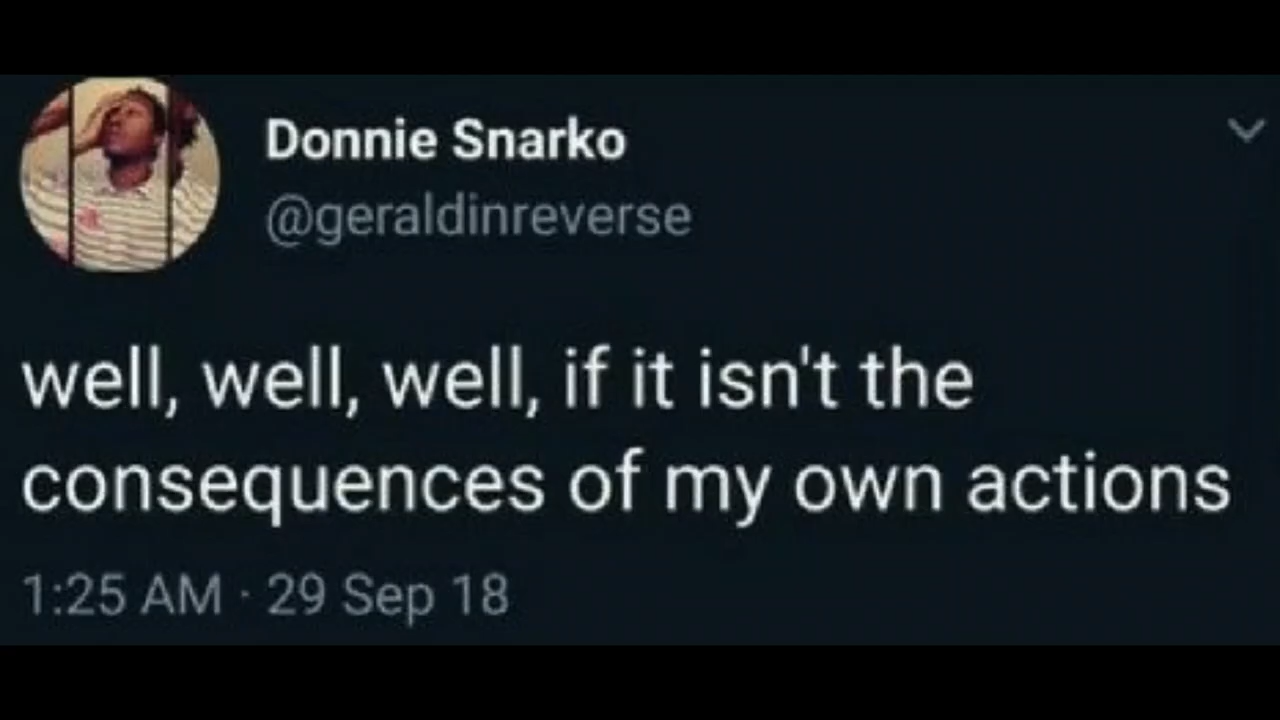 Donnie Snarko
@geraldinreverse
well, well, well, if it isn't the
consequences of my own actions
1:25 AM · 29 Sep 18